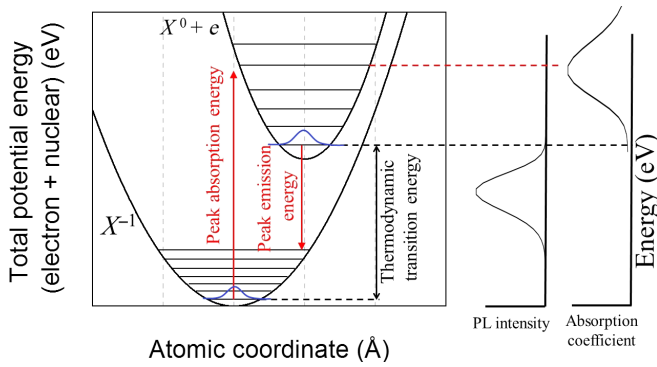 Total potential energy
(electron + nuclear) (eV)
X⁰ + e
X⁻¹
Peak absorption energy
Peak emission
energy
Thermodynamic
transition energy
Atomic coordinate (Å)
PL intensity
Absorption
coefficient
Energy (eV)